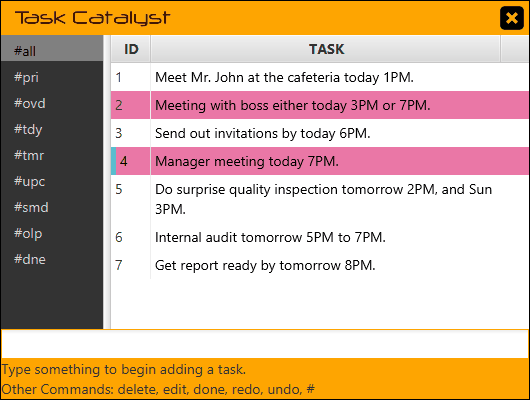 Task Catalyst
#all
#pri
#ovd
#tdy
#tmr
#upc
#smd
#olp
#dne
ID TASK
1 Meet Mr. John at the cafeteria today 1PM.
2 Meeting with boss either today 3PM or 7PM.
3 Send out invitations by today 6PM.
4 Manager meeting today 7PM.
5 Do surprise quality inspection tomorrow 2PM, and Sun
3PM.
6 Internal audit tomorrow 5PM to 7PM.
7 Get report ready by tomorrow 8PM.
Type something to begin adding a task.
Other Commands: delete, edit, done, redo, undo, #